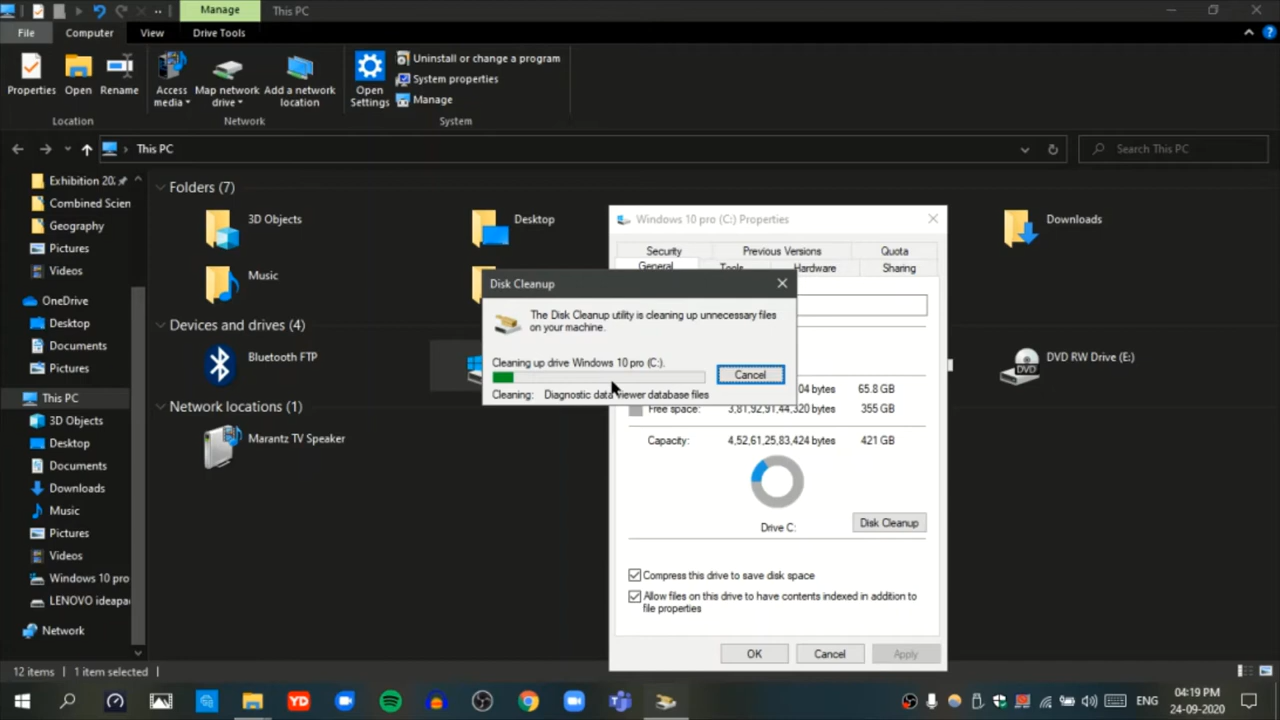 Manage
This PC
File
Computer
View
Drive Tools
Properties
Open
Rename
Access
media
Map network
drive
Add a network
location
Open
Settings
Uninstall or change a program
System properties
Manage
Location
Network
System
This PC
Search This PC
Exhibition 202
Combined Scien
Geography
Pictures
Videos
OneDrive
Desktop
Documents
Pictures
This PC
3D Objects
Desktop
Documents
Downloads
Music
Pictures
Videos
Windows 10 pro
LENOVO ideapa
Network
Folders (7)
3D Objects
Desktop
Downloads
Music
Devices and drives (4)
Bluetooth FTP
DVD RW Drive (E:)
Network locations (1)
Marantz TV Speaker
Windows 10 pro (C:) Properties
Security
Previous Versions
Quota
General
Tools
Hardware
Sharing
Disk Cleanup
The Disk Cleanup utility is cleaning up unnecessary files
on your machine.
Cleaning up drive Windows 10 pro (C:).
Cancel
Cleaning: Diagnostic data viewer database files
04 bytes 65.8 GB
Free space: 3,81,92,91,44,320 bytes 355 GB
Capacity: 4,52,61,25,83,424 bytes 421 GB
Drive C:
Disk Cleanup
Compress this drive to save disk space
Allow files on this drive to have contents indexed in addition to
file properties
OK
Cancel
Apply
12 items
1 item selected
YD
ENG
04:19 PM
24-09-2020